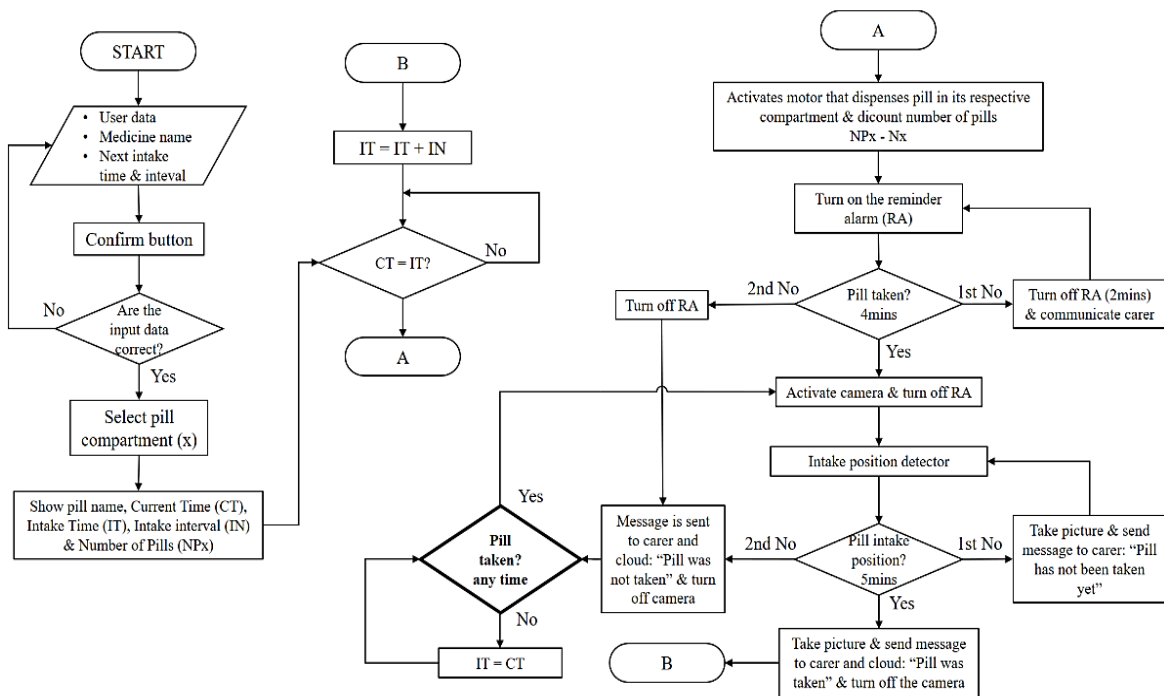 START
• User data
• Medicine name
• Next intake
time & inteval
Confirm button
No
Are the
input data
correct?
Yes
Select pill
compartment (x)
Show pill name, Current Time (CT),
Intake Time (IT), Intake interval (IN)
& Number of Pills (NPx)
B
IT = IT + IN
CT = IT?
No
A
A
Activates motor that dispenses pill in its respective
compartment & dicount number of pills
NPx - Nx
Turn on the reminder
alarm (RA)
Pill taken?
4mins
2nd No
1st No
Turn off RA
Turn off RA (2mins)
& communicate carer
Yes
Activate camera & turn off RA
Intake position detector
Pill intake
position?
5mins
2nd No
1st No
Take picture & send
message to carer: “Pill
has not been taken
yet”
Message is sent
to carer and
cloud: “Pill was
not taken” & turn
off camera
Yes
Pill
taken?
any time
No
IT = CT
Yes
Take picture & send message
to carer and cloud: “Pill was
taken” & turn off the camera
B